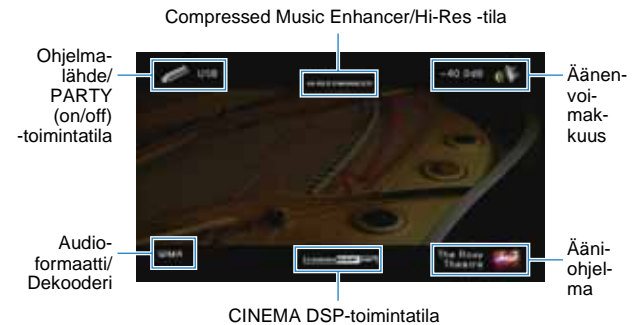 Compressed Music Enhancer/Hi-Res -tila
Ohjelma-
lähde/
PARTY
(on/off)
-toimintatila
USB
-40.0dB
Äänen-
voi-
mak-
kuus
Audio-
formaatti/
Dekooderi
WMA
The Roxy
Theatre
Ääni-
ohjel-
ma
CINEMA DSP-toimintatila